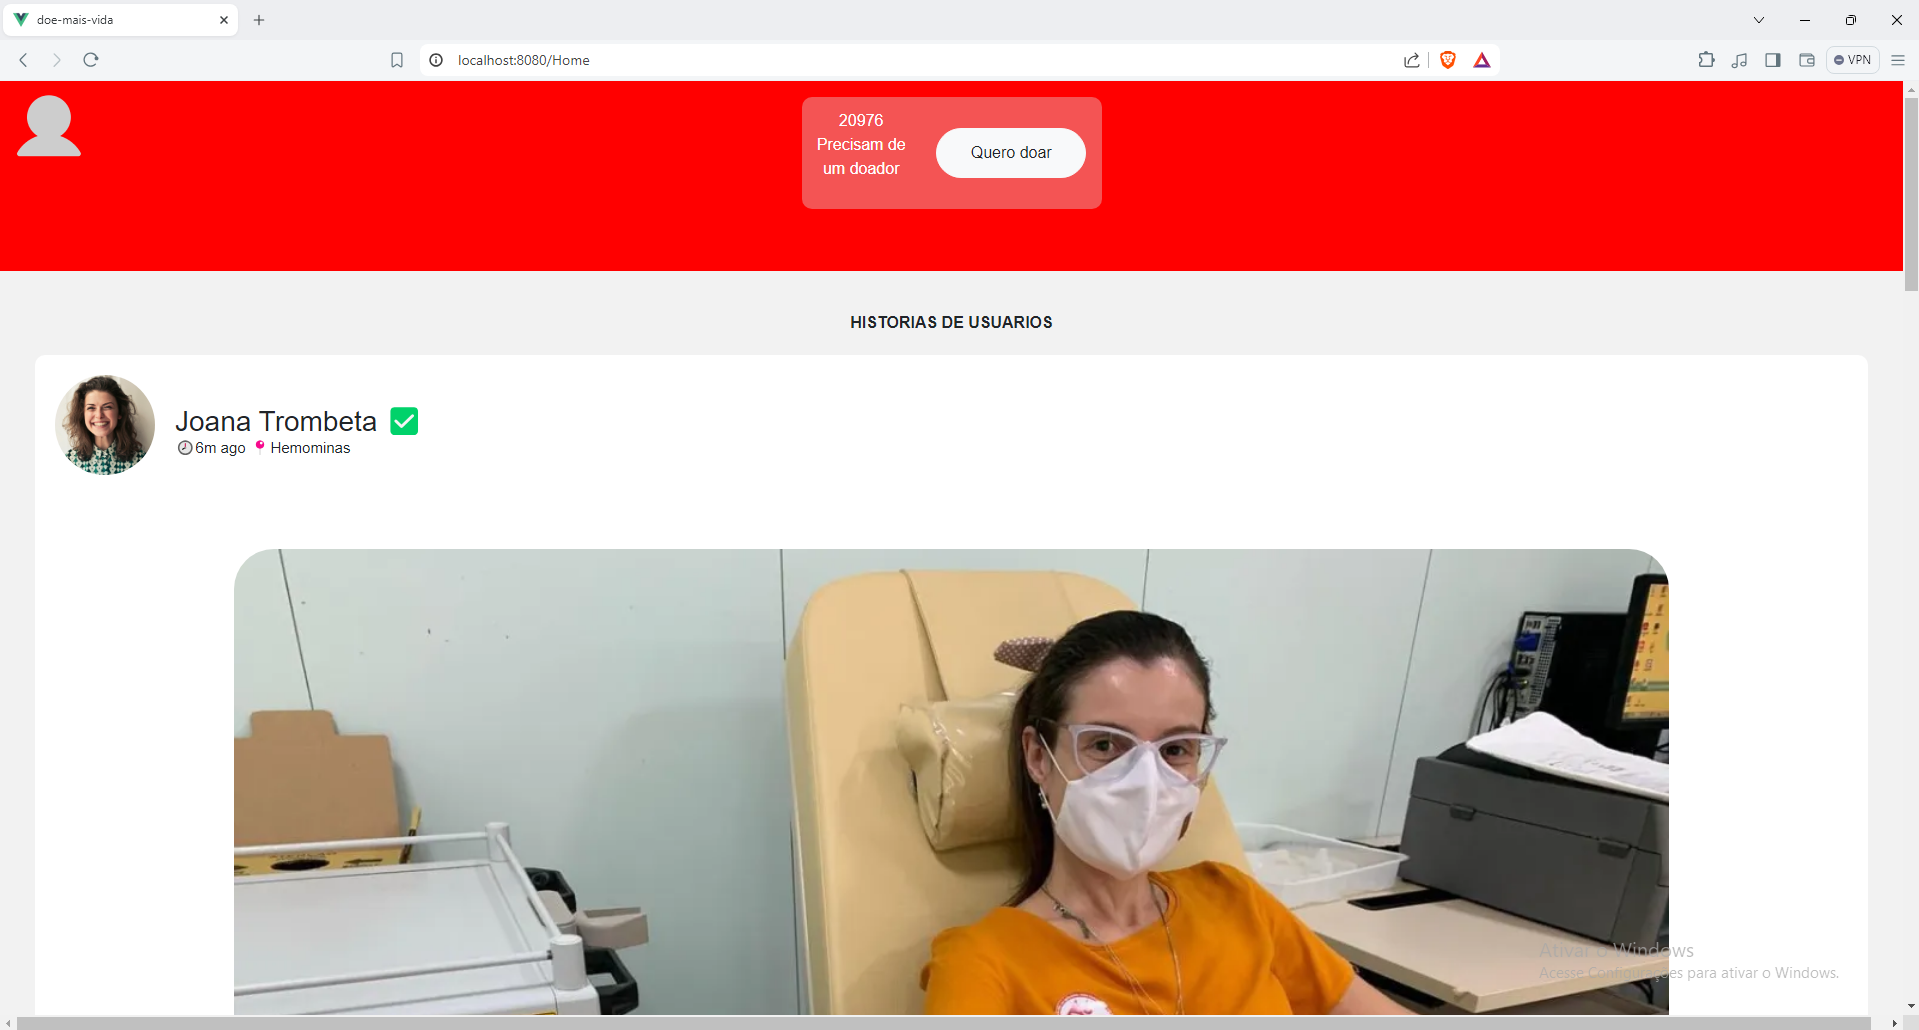 doe-mais-vida
localhost:8080/Home
VPN
20976
Precisam de
um doador
Quero doar
HISTORIAS DE USUARIOS
Joana Trombeta
6m ago Hemominas
Ativar o Windows
Acesse Configurações para ativar o Windows.